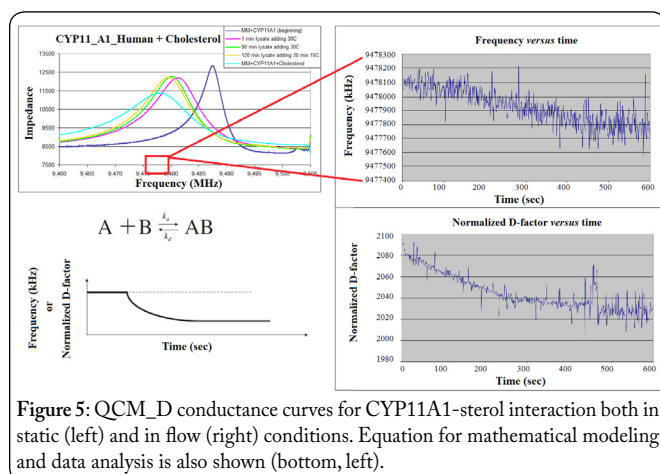 CYP11_A1_Human + Cholesterol
MM+CYP11A1 (beginning)
1 min lysate adding 30C
90 min lysate adding 30C
120 min lysate adding 30 min 15C
MM+CYP11A1+Cholesterol
Impedance
13500
12500
11500
10500
9500
8500
7500
9,460 9,465 9,470 9,475 9,480 9,485 9,490 9,495 9,500 9,505
Frequency (MHz)
A + B ka kd AB
Frequency (kHz)
or
Normalized D-factor
Time (sec)
Frequency versus time
Frequency (kHz)
9478300
9478200
9478100
9478000
9477900
9477800
9477700
9477600
9477500
9477400
0 100 200 300 400 500 600
Time (sec)
Normalized D-factor versus time
Normalized D-factor
2100
2080
2060
2040
2020
2000
1980
0 100 200 300 400 500 600
Time (sec)
Figure 5: QCM_D conductance curves for CYP11A1-sterol interaction both in
static (left) and in flow (right) conditions. Equation for mathematical modeling
and data analysis is also shown (bottom, left).